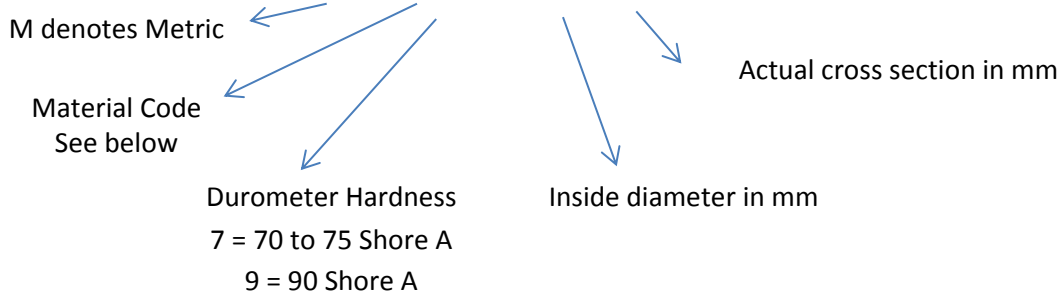 M denotes Metric
Actual cross section in mm
Material Code
See below
Durometer Hardness
7 = 70 to 75 Shore A
9 = 90 Shore A
Inside diameter in mm